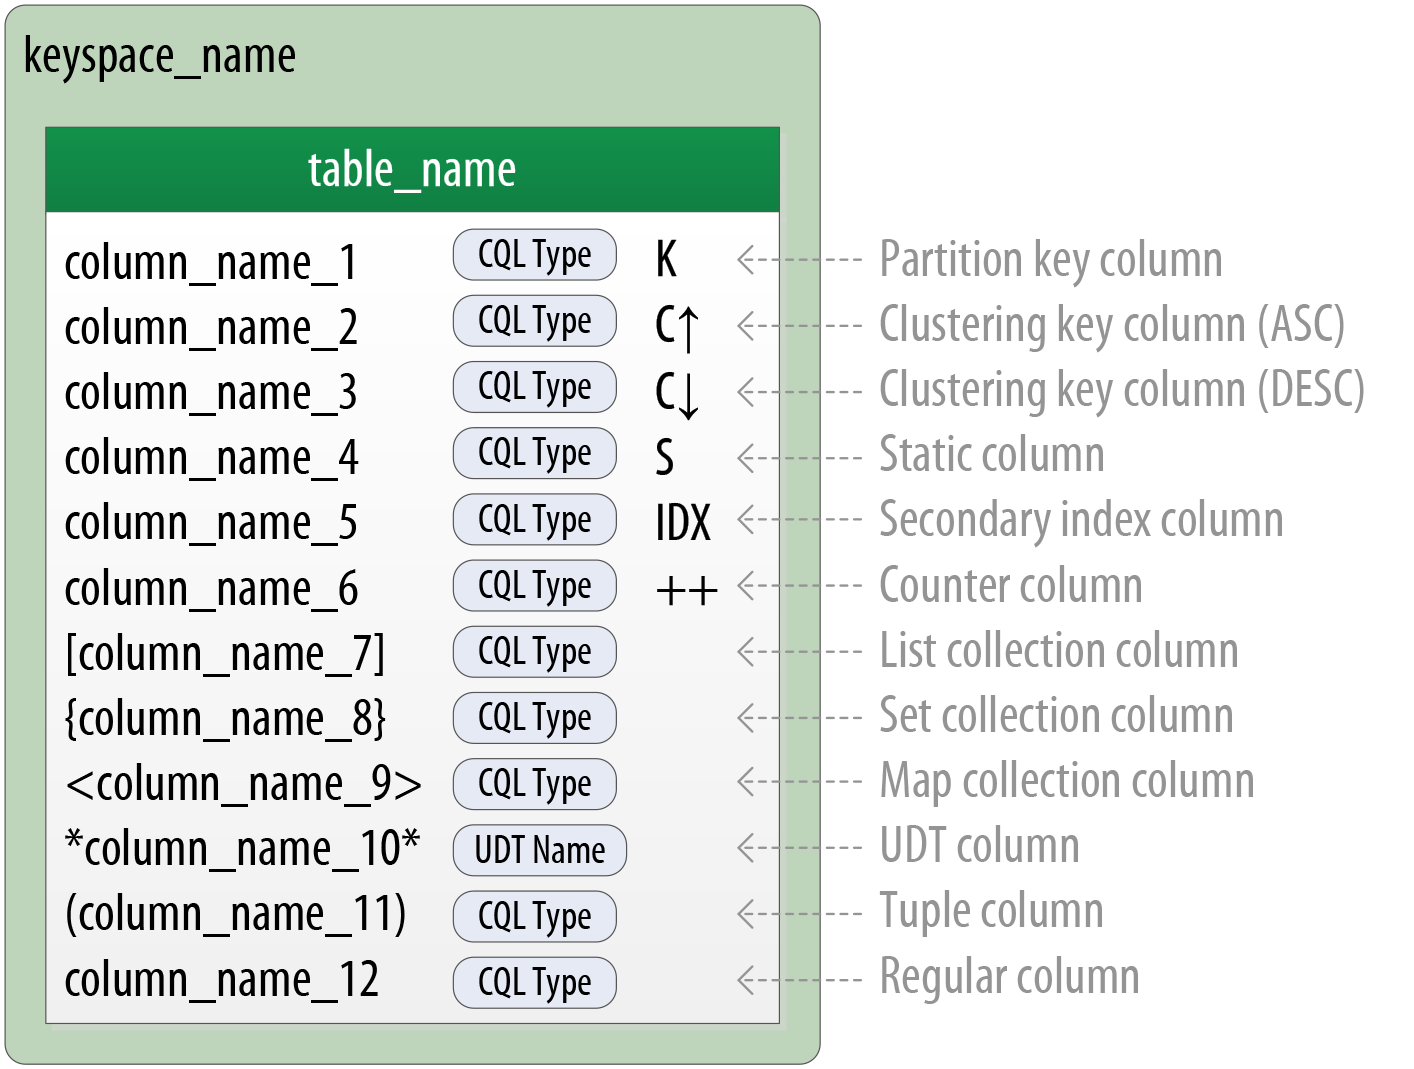 keyspace_name
table_name
column_name_1 CQL Type K Partition key column
column_name_2 CQL Type C↑ Clustering key column (ASC)
column_name_3 CQL Type C↓ Clustering key column (DESC)
column_name_4 CQL Type S Static column
column_name_5 CQL Type IDX Secondary index column
column_name_6 CQL Type ++ Counter column
[column_name_7] CQL Type List collection column
{column_name_8} CQL Type Set collection column
<column_name_9> CQL Type Map collection column
*column_name_10* UDT Name UDT column
(column_name_11) CQL Type Tuple column
column_name_12 CQL Type Regular column